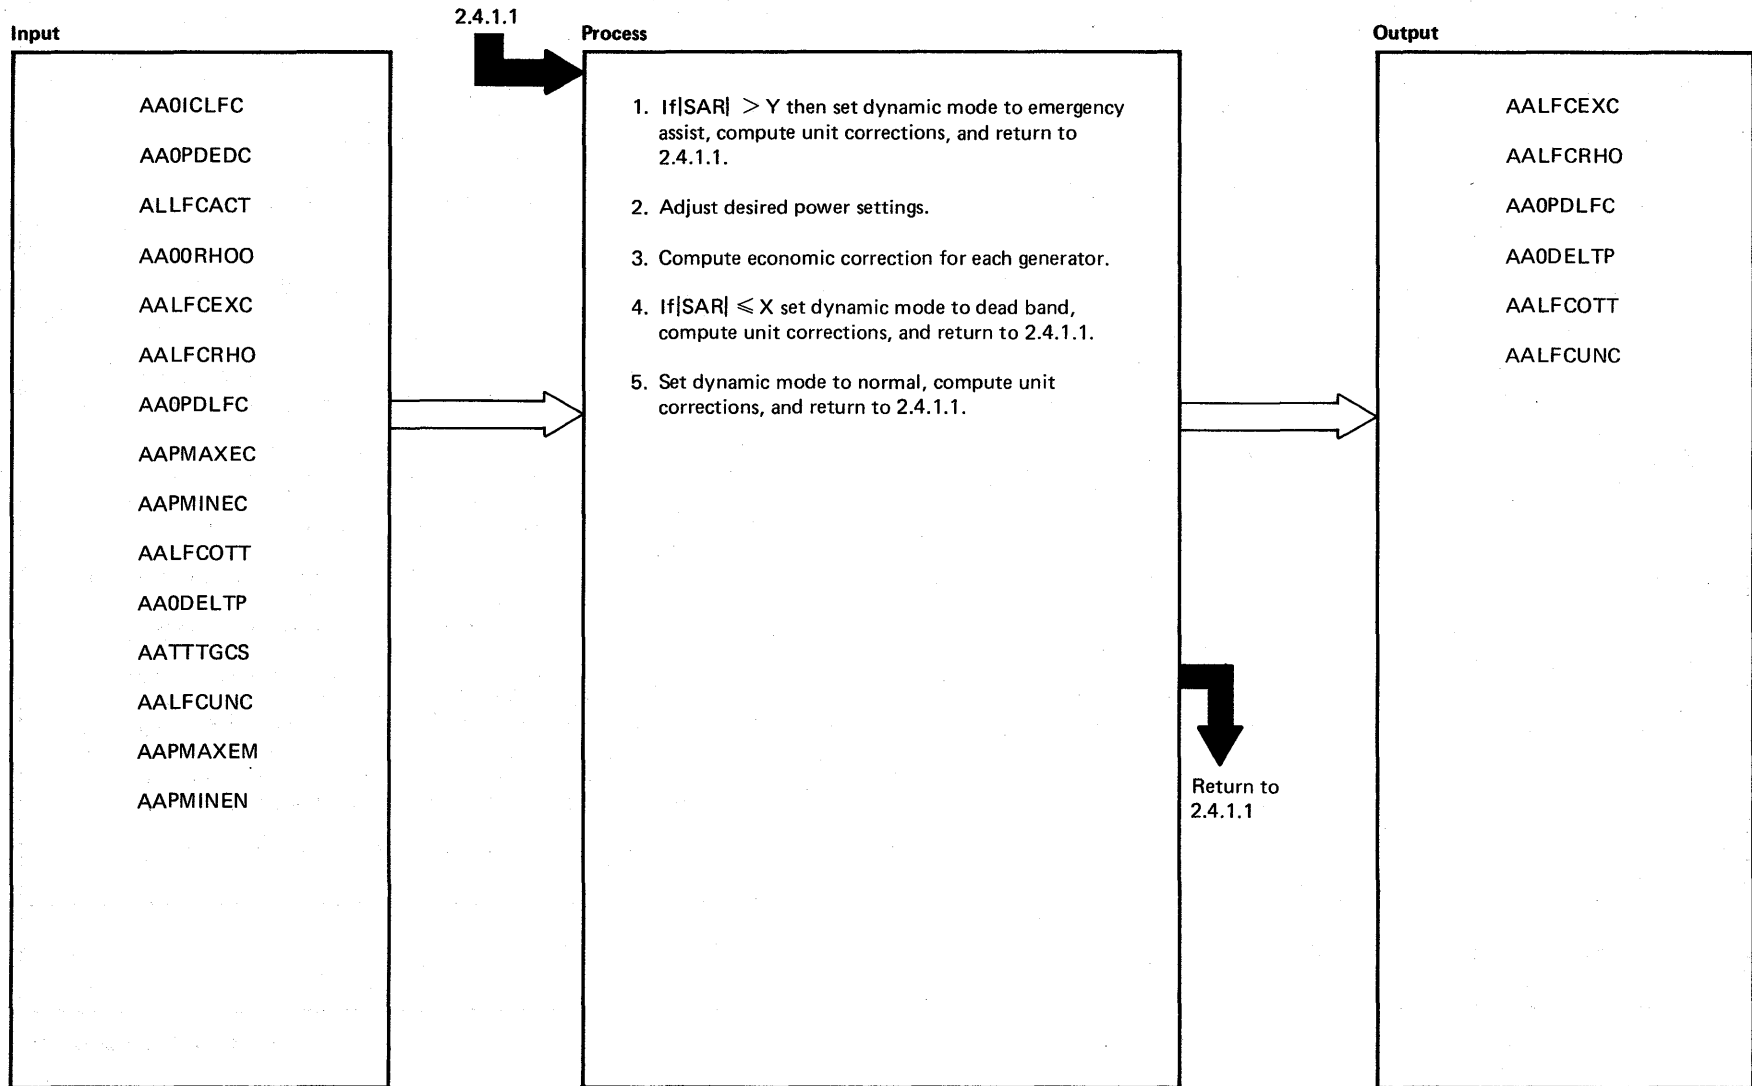 2.4.1.1
Input
AA0ICLFC
AA0PDEDC
ALLFCACT
AA00RHOO
AALFCEXC
AALFCRHO
AA0PDLFC
AAPMAXEC
AAPMINEC
AALFCOTT
AA0DELTP
AATTTGCS
AALFCUNC
AAPMAXEM
AAPMINEN
Process
1. If|SAR| > Y then set dynamic mode to emergency
assist, compute unit corrections, and return to
2.4.1.1.
2. Adjust desired power settings.
3. Compute economic correction for each generator.
4. If|SAR| ⩽ X set dynamic mode to dead band,
compute unit corrections, and return to 2.4.1.1.
5. Set dynamic mode to normal, compute unit
corrections, and return to 2.4.1.1.
Return to
2.4.1.1
Output
AALFCEXC
AALFCRHO
AA0PDLFC
AA0DELTP
AALFCOTT
AALFCUNC